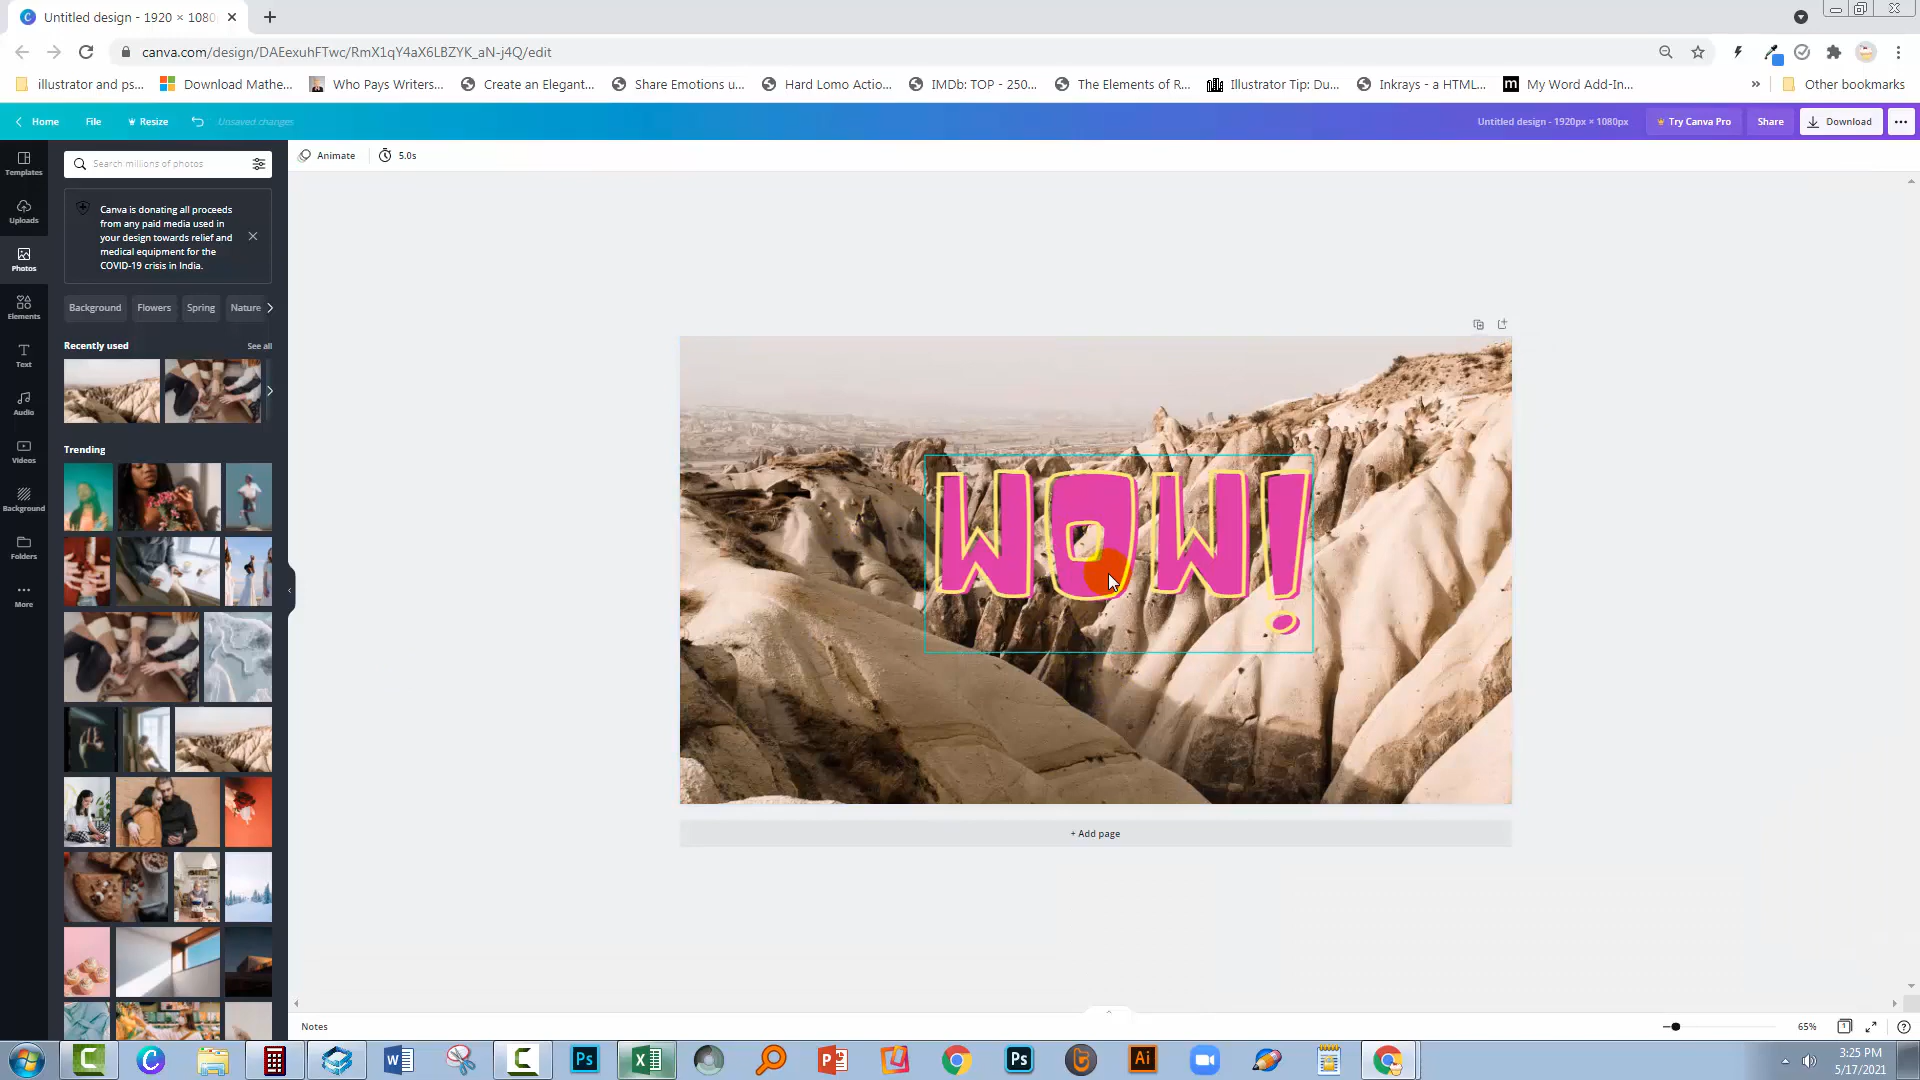 Untitled design - 1920 × 1080
canva.com/design/DAEexuhFTwc/RmX1qY4aX6LBZYK_aN-j4Q/edit
illustrator and ps...
Download Mathe...
Who Pays Writers...
Create an Elegant...
Share Emotions u...
Hard Lomo Actio...
IMDb: TOP - 250...
The Elements of R...
Illustrator Tip: Du...
Inkrays - a HTML...
My Word Add-In...
Other bookmarks
Home
File
Resize
Unsaved changes
Untitled design - 1920px × 1080px
Try Canva Pro
Share
Download
Templates
Uploads
Photos
Elements
Text
Audio
Videos
Background
Folders
More
Search millions of photos
Canva is donating all proceeds
from any paid media used in
your design towards relief and
medical equipment for the
COVID-19 crisis in India.
Background
Flowers
Spring
Nature
Recently used
See all
Trending
Animate
5.0s
WOW!
+ Add page
Notes
65%
1
3:25 PM
5/17/2021